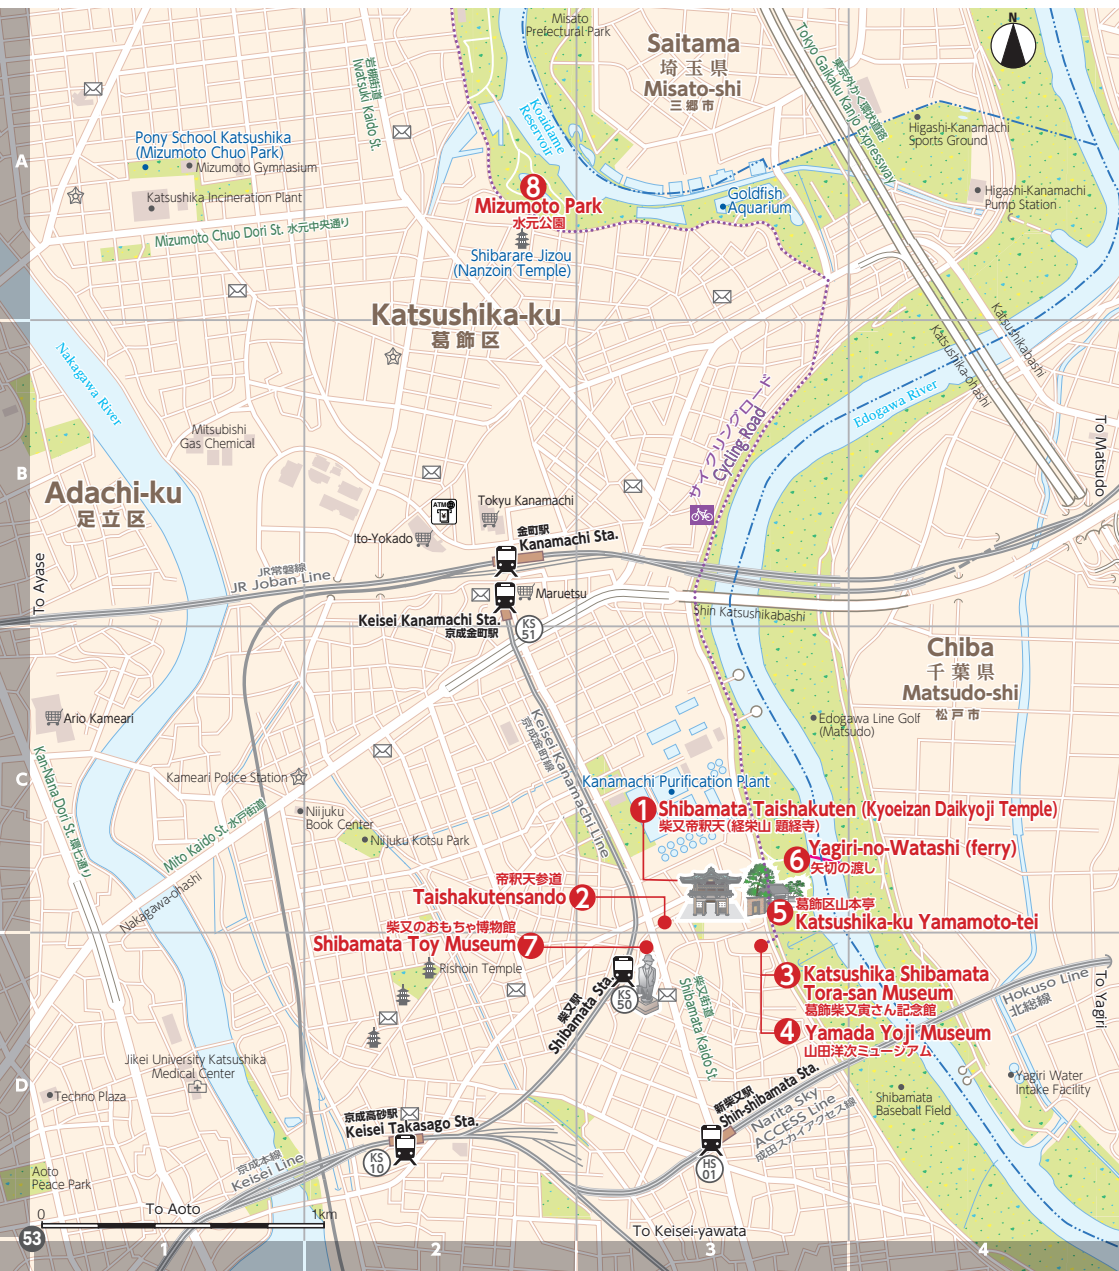 Misato
Prefectural Park
Saitama
埼玉県
Misato-shi
三郷市
N
Tokyo Gaikaku Kanjo Expressway
東京外かく環状道路
岩槻街道
Iwatsuki Kaido St.
Koaidame
Reservoir
Higashi-Kanamachi
Sports Ground
A
Pony School Katsushika
(Mizumoto Chuo Park)
Mizumoto Gymnasium
Katsushika Incineration Plant
8
Mizumoto Park
水元公園
Goldfish
Aquarium
Higashi-Kanamachi
Pump Station
Mizumoto Chuo Dori St. 水元中央通り
Shibarare Jizou
(Nanzoin Temple)
Katsushika-ku
葛飾区
Katsushikabashi
Katsushika-ohashi
Nakagawa River
Edogawa River
サイクリングロード
Cycling Road
Mitsubishi
Gas Chemical
To Matsudo
B
Adachi-ku
足立区
ATM
Tokyu Kanamachi
Ito-Yokado
金町駅
Kanamachi Sta.
To Ayase
JR常磐線
JR Joban Line
Maruetsu
Keisei Kanamachi Sta.
京成金町駅
KS
51
Shin Katsushikabashi
Chiba
千葉県
Matsudo-shi
松戸市
Ario Kameari
Keisei Kanamachi Line
京成金町線
Edogawa Line Golf
(Matsudo)
Kan-Nana Dori St. 環七通り
C
Kameari Police Station
Kanamachi Purification Plant
Niijuku
Book Center
Mito Kaido St. 水戸街道
Niijuku Kotsu Park
1
Shibamata Taishakuten (Kyoeizan Daikyoji Temple)
柴又帝釈天(経栄山 題経寺)
6
Yagiri-no-Watashi (ferry)
矢切の渡し
帝釈天参道
Taishakutensando
2
Nakagawa-ohashi
5
葛飾区山本亭
Katsushika-ku Yamamoto-tei
柴又のおもちゃ博物館
Shibamata Toy Museum
7
Rishoin Temple
3
Katsushika Shibamata
Tora-san Museum
葛飾柴又寅さん記念館
Hokuso Line
北総線
To Yagiri
柴又駅
Shibamata Sta.
KS
50
柴又街道
Shibamata Kaido St.
4
Yamada Yoji Museum
山田洋次ミュージアム
Jikei University Katsushika
Medical Center
D
Techno Plaza
新柴又駅
Shin-shibamata Sta.
Narita Sky
ACCESS Line
成田スカイアクセス線
Shibamata
Baseball Field
Yagiri Water
Intake Facility
京成高砂駅
Keisei Takasago Sta.
KS
10
HS
01
京成本線
Keisei Line
Aoto
Peace Park
To Aoto
0
1km
To Keisei-yawata
53
1
2
3
4